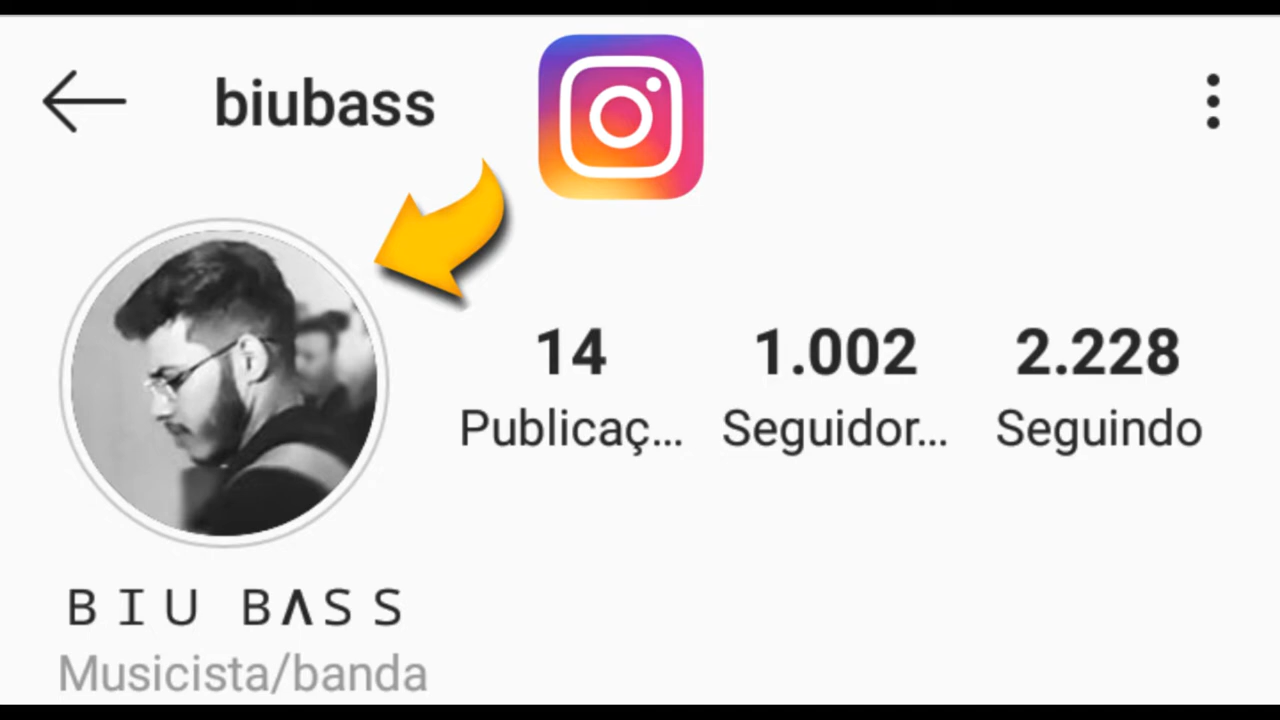 biubass
14 1.002 2.228
Publicaç... Seguidor... Seguindo
B I U B Λ S S
Musicista/banda